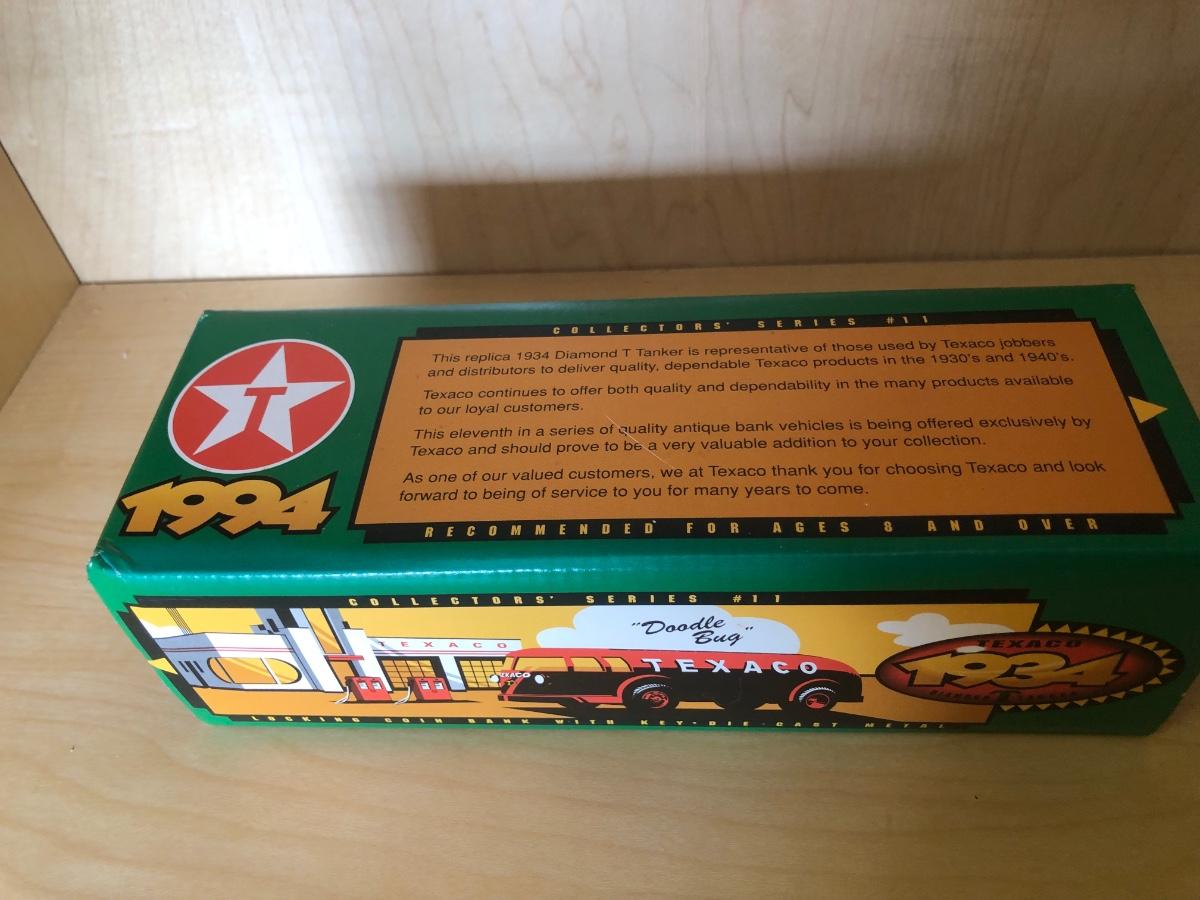 COLLECTORS' SERIES #11
This replica 1934 Diamond T Tanker is representative of those used by Texaco jobbers
and distributors to deliver quality, dependable Texaco products in the 1930's and 1940's.
Texaco continues to offer both quality and dependability in the many products available
to our loyal customers.
This eleventh in a series of quality antique bank vehicles is being offered exclusively by
Texaco and should prove to be a very valuable addition to your collection.
As one of our valued customers, we at Texaco thank you for choosing Texaco and look
forward to being of service to you for many years to come.
RECOMMENDED FOR AGES 8 AND OVER
T
1994
COLLECTORS' SERIES #11
"Doodle
Bug"
TEXACO
TEXACO
TEXACO
TEXACO
1934
DIAMOND T TANKER
LOCKING COIN BANK WITH KEY·DIE CAST METAL